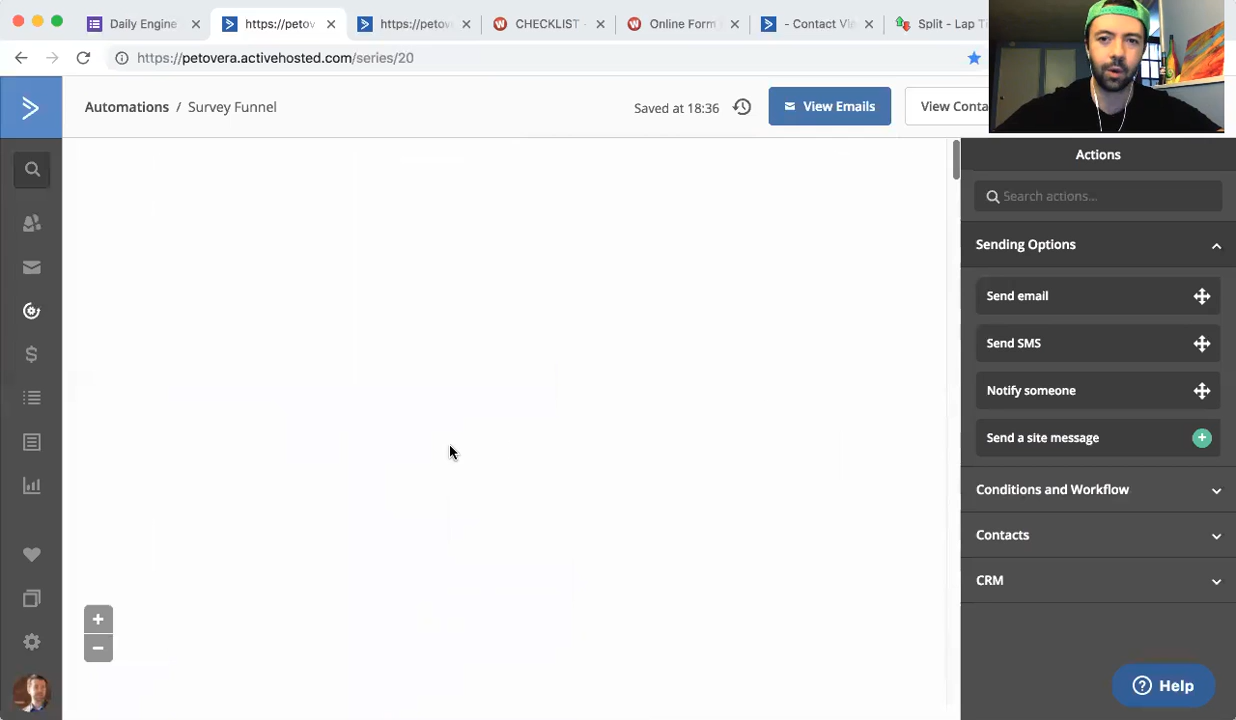 Daily Engine
https://petov
https://petov
CHECKLIST -
Online Form
- Contact Vie
Split - Lap T
https://petovera.activehosted.com/series/20
Automations / Survey Funnel
Saved at 18:36
View Emails
View Conta
Actions
Search actions...
Sending Options
Send email
Send SMS
Notify someone
Send a site message
Conditions and Workflow
Contacts
CRM
Help